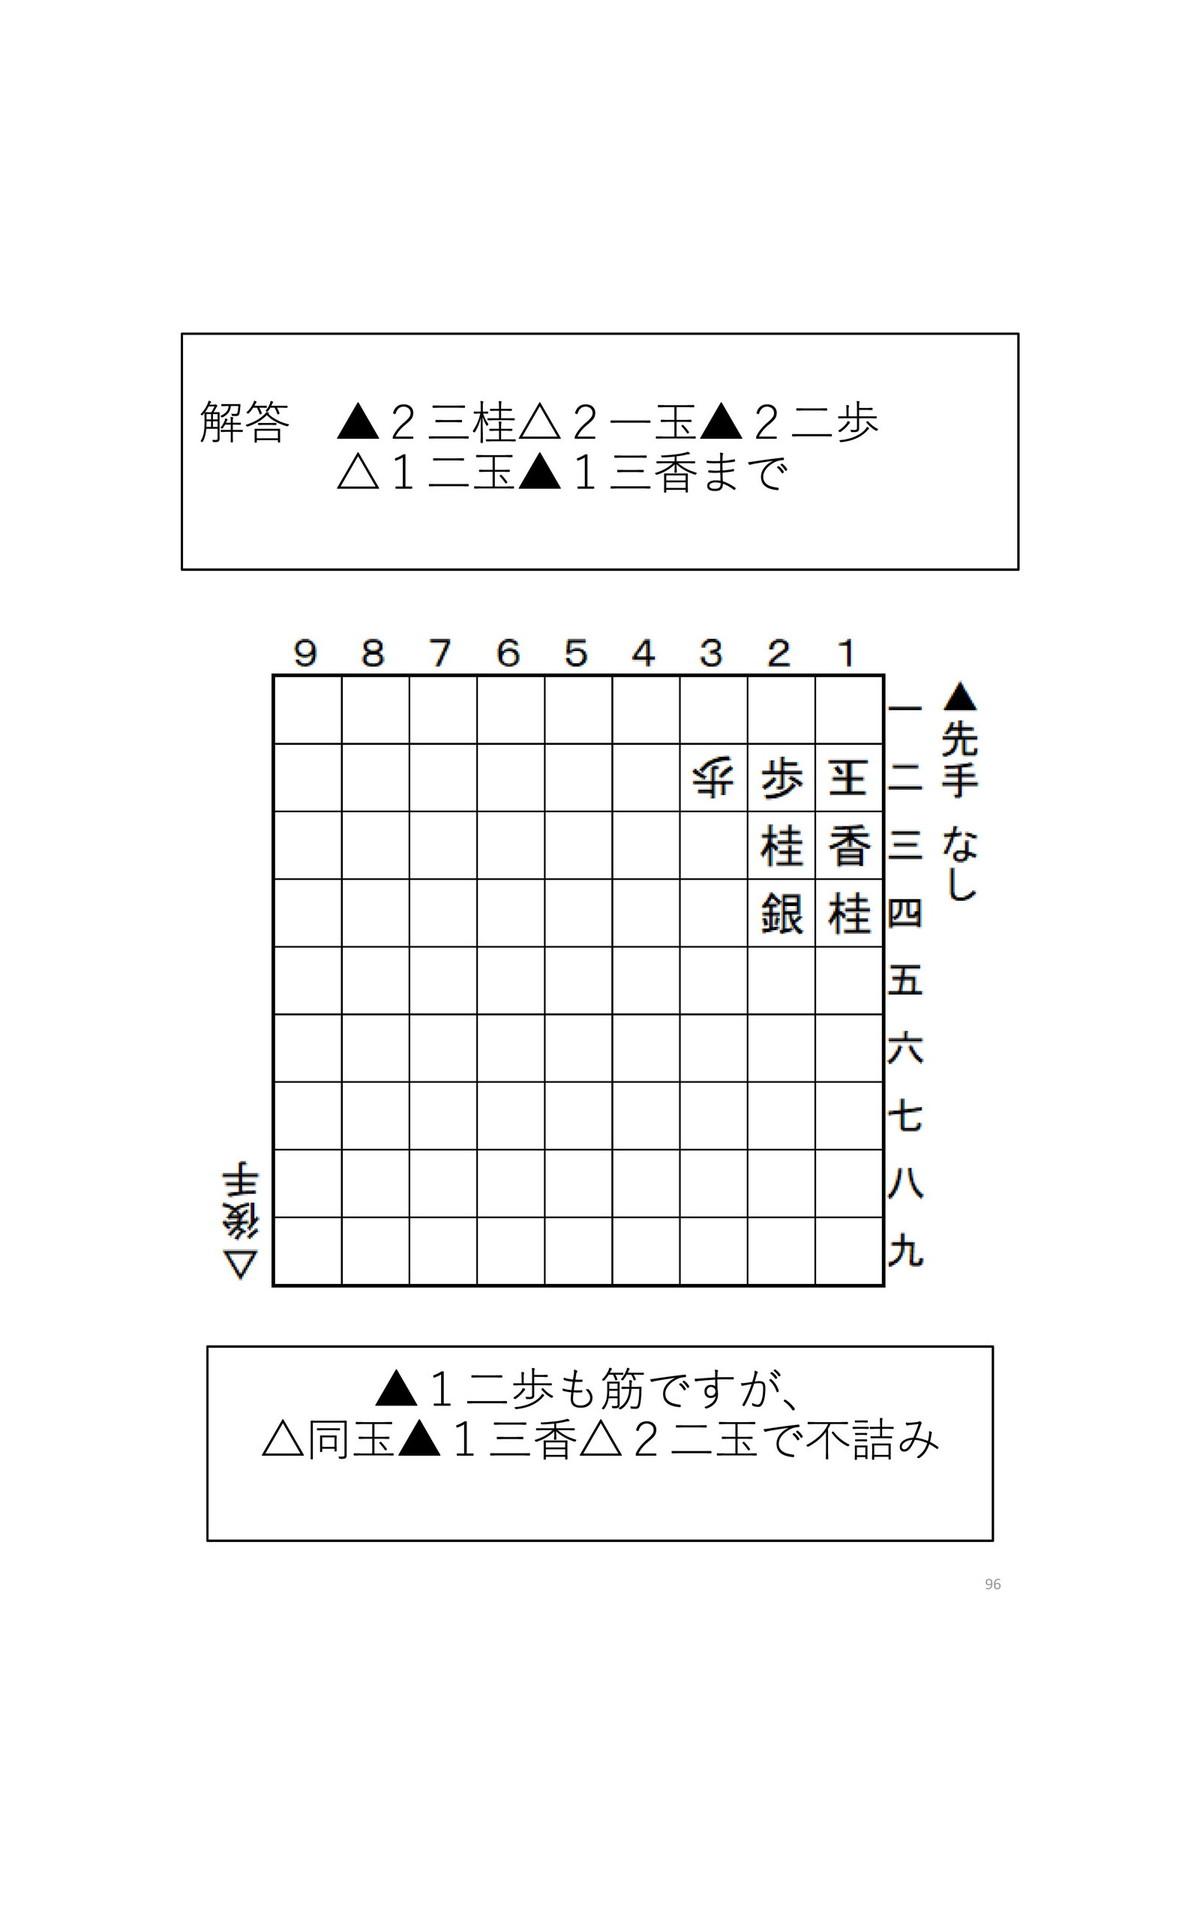 解答　▲２三桂△２一玉▲２二歩
△１二玉▲１三香まで
9 8 7 6 5 4 3 2 1
一
歩 歩 王 二
桂 香 三
銀 桂 四
五
六
七
八
九
▲先手 なし
△後手
▲１二歩も筋ですが、
△同玉▲１三香△２二玉で不詰み
96